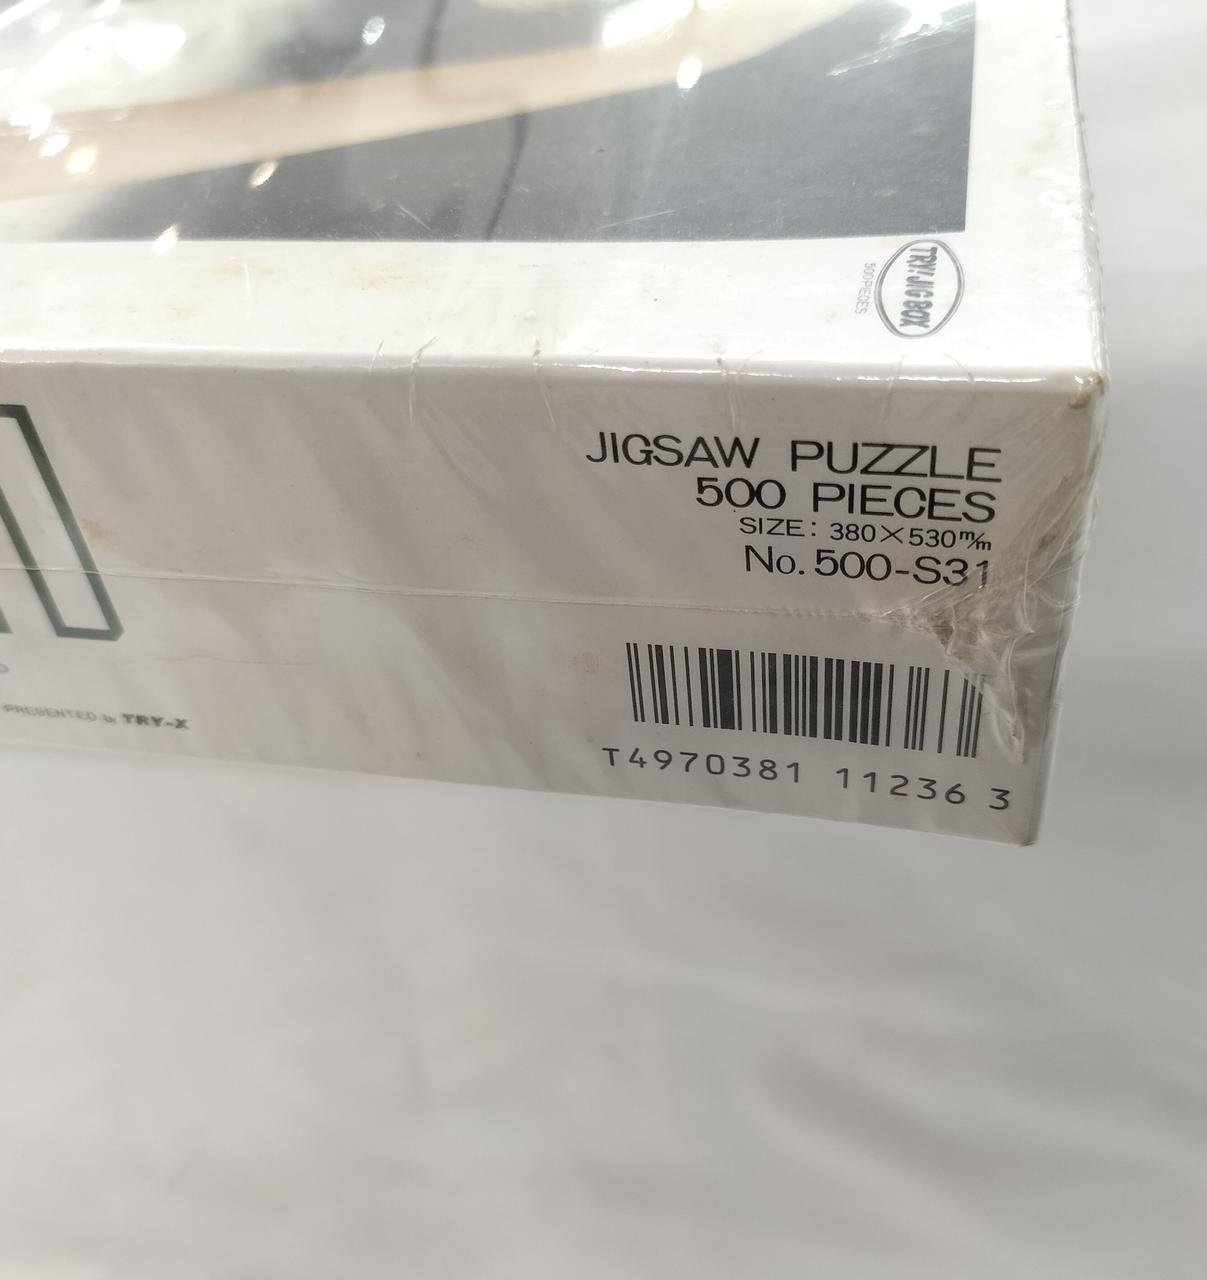 TRY! JIG BOX
500 PIECES
JIGSAW PUZZLE
500 PIECES
SIZE: 380×530m/m
No. 500-S31
T4970381 11236 3
PRESENTED by TRY-X